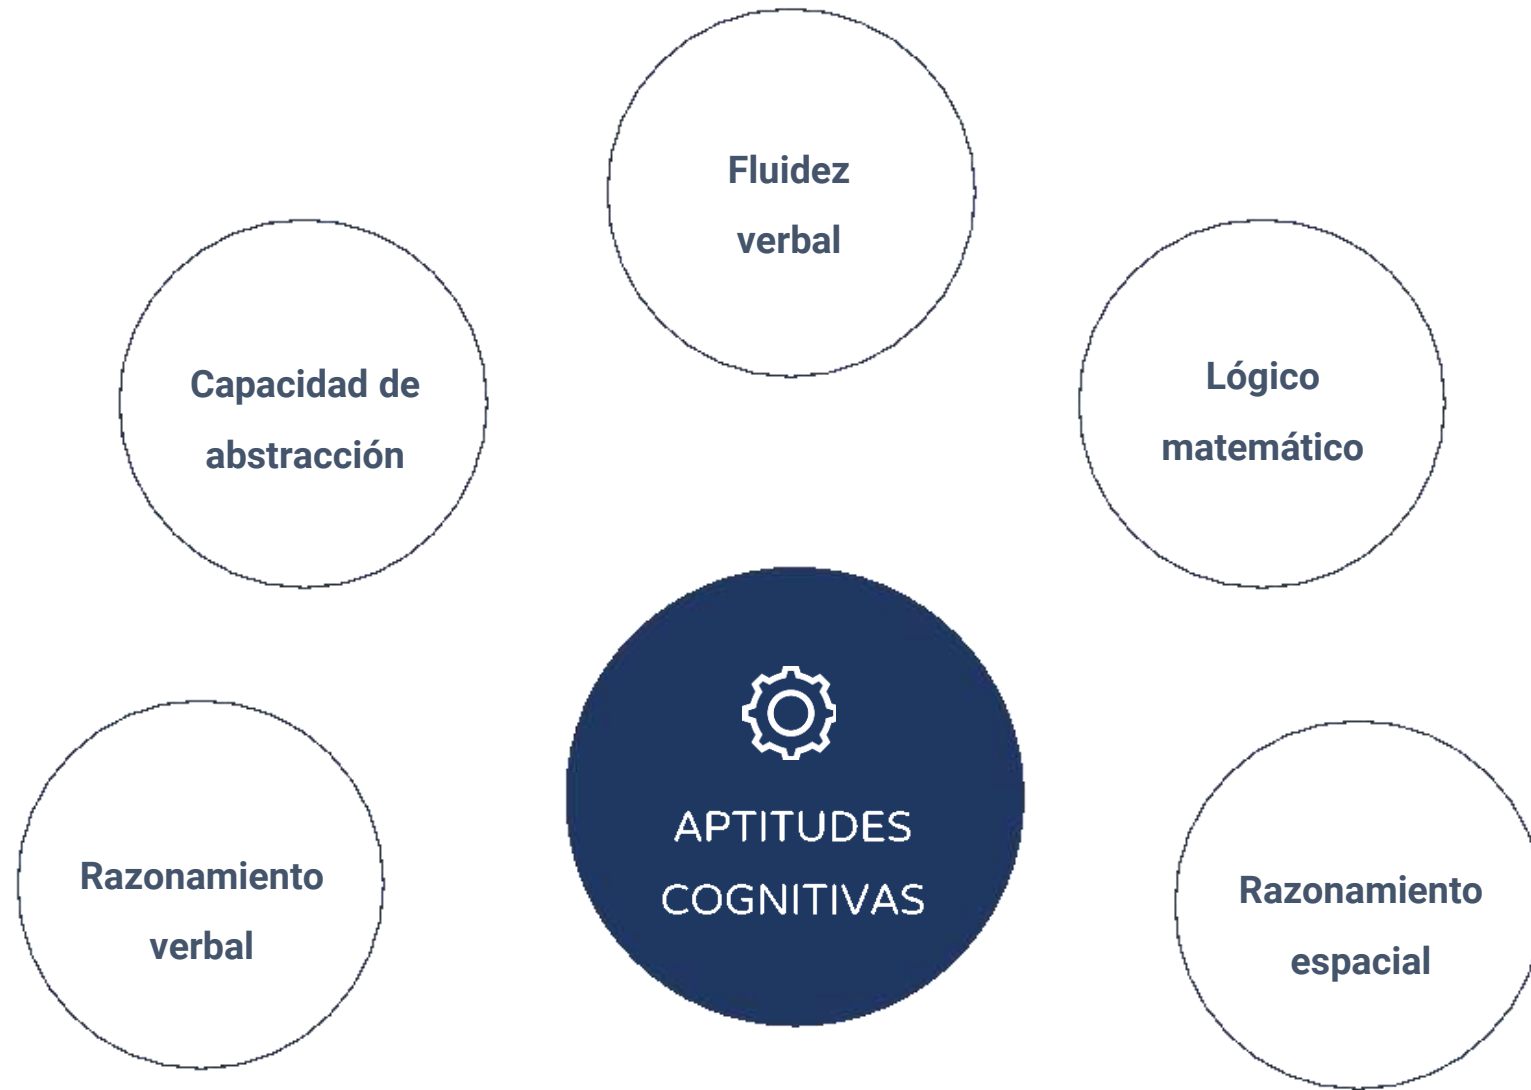 Fluidez
verbal
Capacidad de
abstracción
Lógico
matemático
APTITUDES
COGNITIVAS
Razonamiento
verbal
Razonamiento
espacial